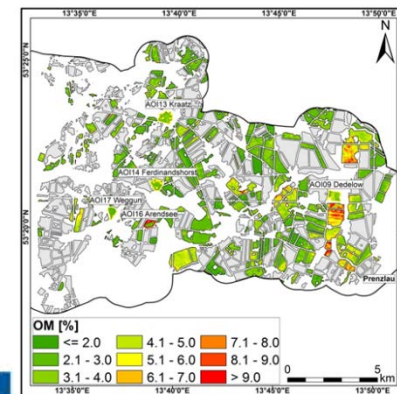 13°35'0"E 13°40'0"E 13°45'0"E 13°50'0"E
N
53°25'0"N
AOI13 Kraatz
AOI14 Ferdinandshorst
AOI09 Dedelow
AOI17 Weggun
AOI16 Arendsee
53°20'0"N
Prenzlau
OM [%]
<= 2.0 4.1 - 5.0 7.1 - 8.0
2.1 - 3.0 5.1 - 6.0 8.1 - 9.0
3.1 - 4.0 6.1 - 7.0 > 9.0
0 5
km
13°35'0"E 13°40'0"E 13°45'0"E 13°50'0"E